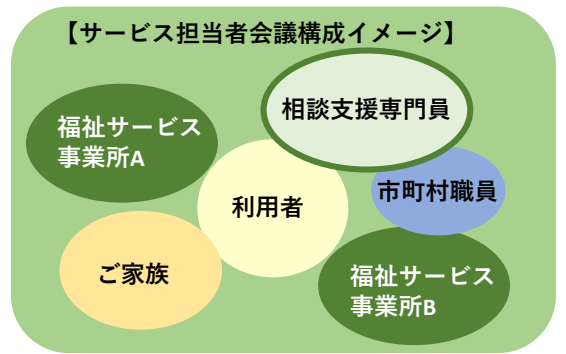 【サービス担当者会議構成イメージ】
相談支援専門員
福祉サービス
事業所A
利用者
市町村職員
ご家族
福祉サービス
事業所B